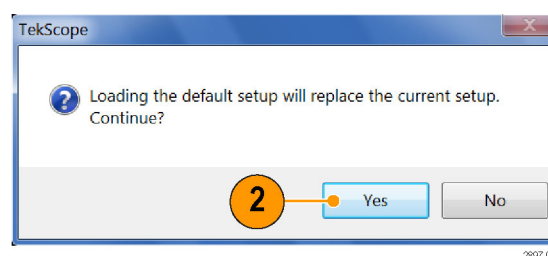 TekScope
Loading the default setup will replace the current setup.
Continue?
2
Yes
No